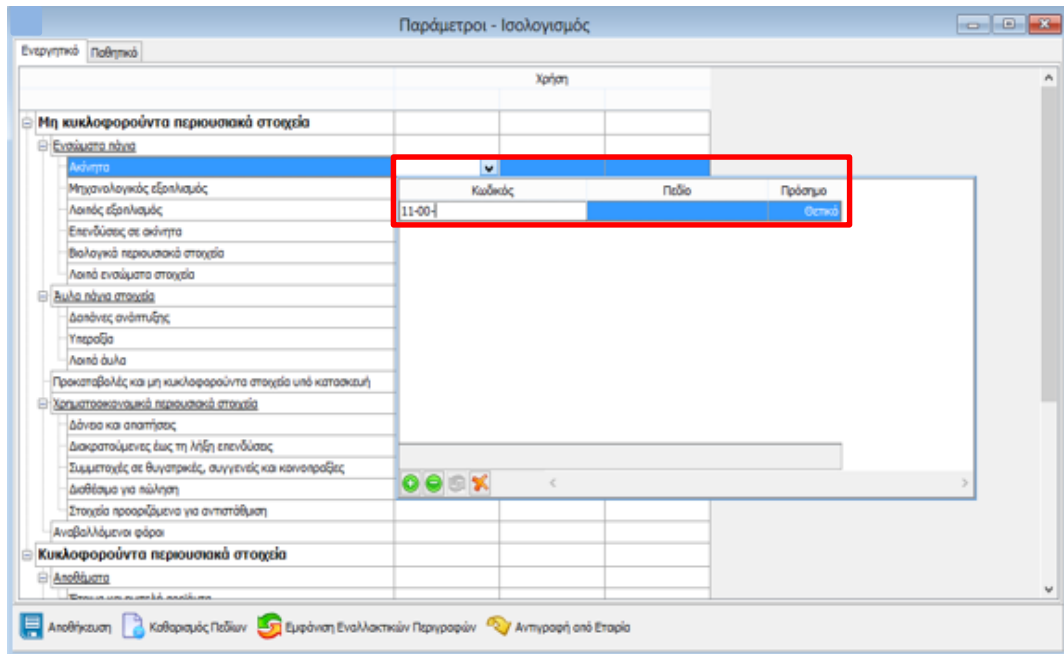 Παράμετροι - Ισολογισμός
Ενεργητικό Παθητικό
Χρήση
Μη κυκλοφορούντα περιουσιακά στοιχεία
Ενσώματα πάγια
Ακίνητα
Μηχανολογικός εξοπλισμός
Κωδικός Πεδίο Πρόσημο
Λοιπός εξοπλισμός
11-00- Θετικό
Επενδύσεις σε ακίνητα
Βιολογικά περιουσιακά στοιχεία
Λοιπά ενσώματα στοιχεία
Άυλα πάγια στοιχεία
Δαπάνες ανάπτυξης
Υπεραξία
Λοιπά άυλα
Προκαταβολές και μη κυκλοφορούντα στοιχεία υπό κατασκευή
Χρηματοοικονομικά περιουσιακά στοιχεία
Δάνεια και απαιτήσεις
Διακρατούμενες έως τη λήξη επενδύσεις
Συμμετοχές σε θυγατρικές, συγγενείς και κοινοπραξίες
Διαθέσιμα για πώληση
Στοιχεία προοριζόμενα για αντιστάθμιση
Αναβαλλόμενοι φόροι
Κυκλοφορούντα περιουσιακά στοιχεία
Αποθέματα
Αποθήκευση Καθαρισμός Πεδίων Εμφάνιση Εναλλακτικών Περιγραφών Αντιγραφή από Εταιρία